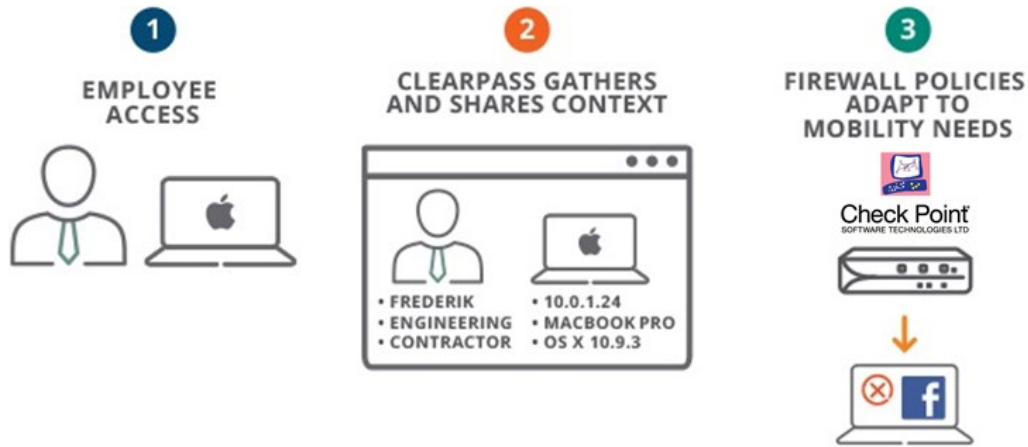 1
EMPLOYEE
ACCESS
2
CLEARPASS GATHERS
AND SHARES CONTEXT
• FREDERIK
• ENGINEERING
• CONTRACTOR
• 10.0.1.24
• MACBOOK PRO
• OS X 10.9.3
3
FIREWALL POLICIES
ADAPT TO
MOBILITY NEEDS
Check Point
SOFTWARE TECHNOLOGIES LTD
f